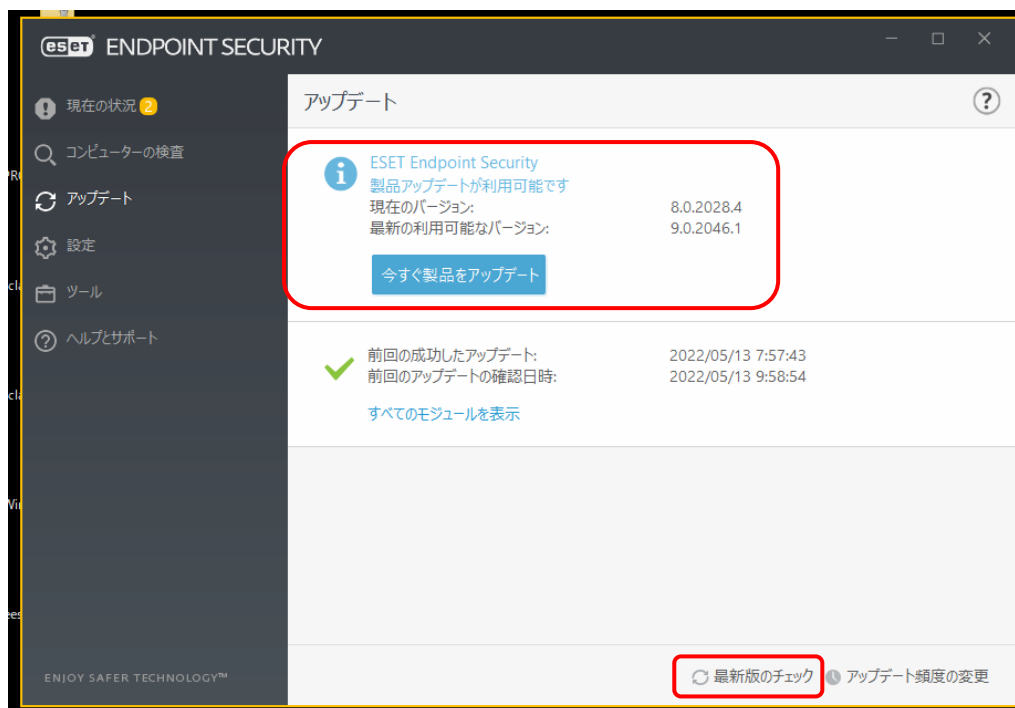 eset ENDPOINT SECURITY
現在の状況 2
コンピューターの検査
アップデート
設定
ツール
ヘルプとサポート
ENJOY SAFER TECHNOLOGY™
アップデート
?
ESET Endpoint Security
製品アップデートが利用可能です
現在のバージョン: 8.0.2028.4
最新の利用可能なバージョン: 9.0.2046.1
今すぐ製品をアップデート
前回の成功したアップデート: 2022/05/13 7:57:43
前回のアップデートの確認日時: 2022/05/13 9:58:54
すべてのモジュールを表示
最新版のチェック アップデート頻度の変更